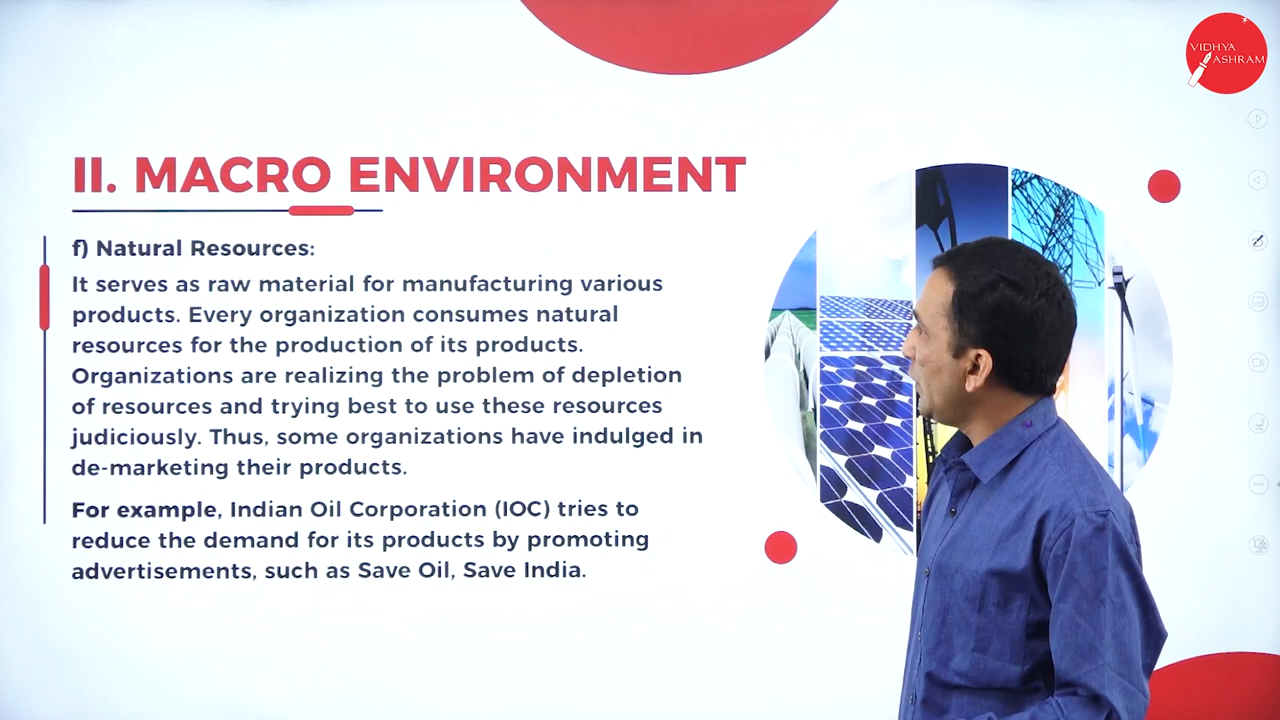 VIDHYA
ASHRAM
II. MACRO ENVIRONMENT
f) Natural Resources:
It serves as raw material for manufacturing various
products. Every organization consumes natural
resources for the production of its products.
Organizations are realizing the problem of depletion
of resources and trying best to use these resources
judiciously. Thus, some organizations have indulged in
de-marketing their products.
For example, Indian Oil Corporation (IOC) tries to
reduce the demand for its products by promoting
advertisements, such as Save Oil, Save India.